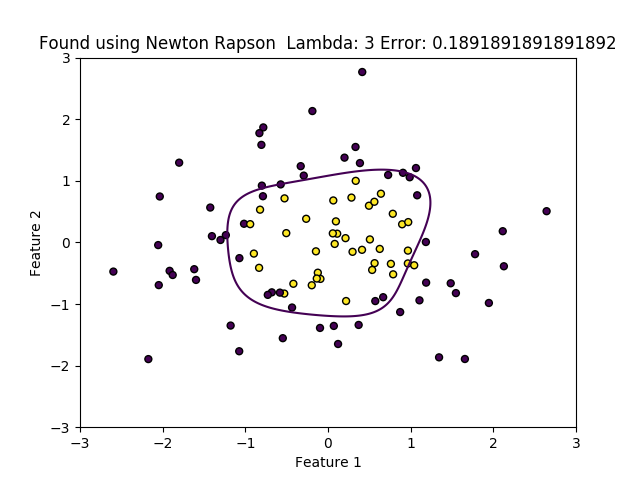 Found using Newton Rapson  Lambda: 3 Error: 0.1891891891891892
3
2
1
0
−1
−2
−3
Feature 2
−3 −2 −1 0 1 2 3
Feature 1